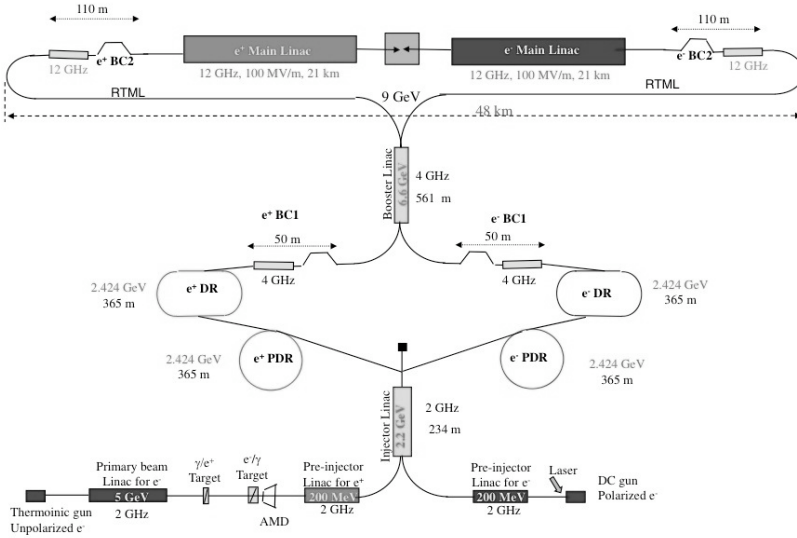 110 m
110 m
e⁺ Main Linac
e⁻ Main Linac
e⁺ BC2
e⁻ BC2
12 GHz
12 GHz, 100 MV/m, 21 km
12 GHz, 100 MV/m, 21 km
12 GHz
RTML
9 GeV
RTML
48 km
Booster Linac
6.6 GeV
4 GHz
561 m
e⁺ BC1
e⁻ BC1
50 m
50 m
4 GHz
4 GHz
2.424 GeV
365 m
e⁺ DR
e⁻ DR
2.424 GeV
365 m
2.424 GeV
365 m
e⁺ PDR
e⁻ PDR
2.424 GeV
365 m
Injector Linac
2.2 GeV
2 GHz
234 m
Primary beam
Linac for e⁻
γ/e⁺
Target
e⁻/γ
Target
Pre-injector
Linac for e⁺
Pre-injector
Linac for e⁻
Laser
5 GeV
200 MeV
200 MeV
DC gun
Polarized e⁻
Thermoinic gun
Unpolarized e⁻
2 GHz
AMD
2 GHz
2 GHz